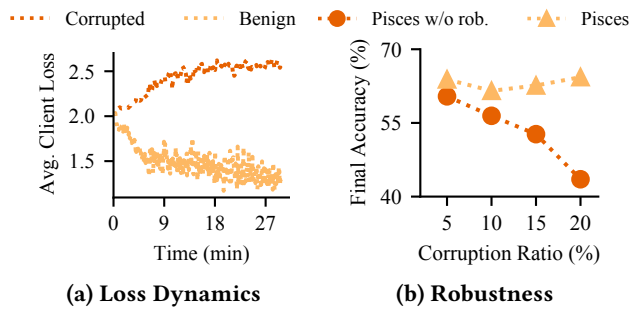 Corrupted Benign Pisces w/o rob. Pisces
Avg. Client Loss
2.5
2.0
1.5
0 9 18 27
Time (min)
(a) Loss Dynamics
Final Accuracy (%)
70
55
40
5 10 15 20
Corruption Ratio (%)
(b) Robustness